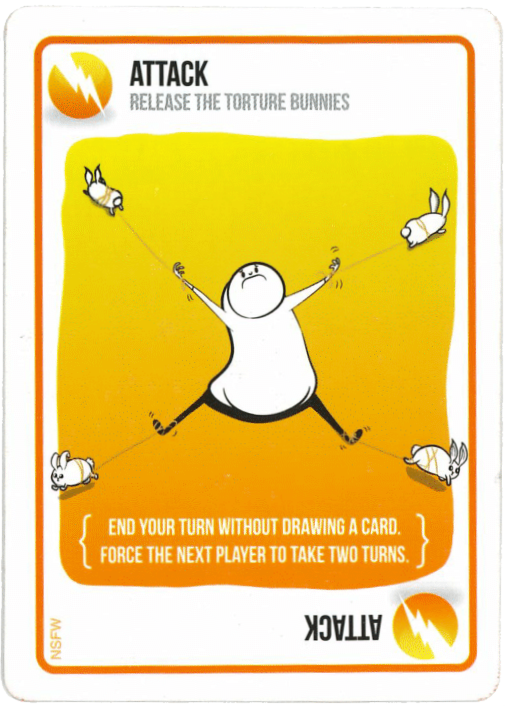 ATTACK
RELEASE THE TORTURE BUNNIES
END YOUR TURN WITHOUT DRAWING A CARD.
FORCE THE NEXT PLAYER TO TAKE TWO TURNS.
NSFW
ATTACK